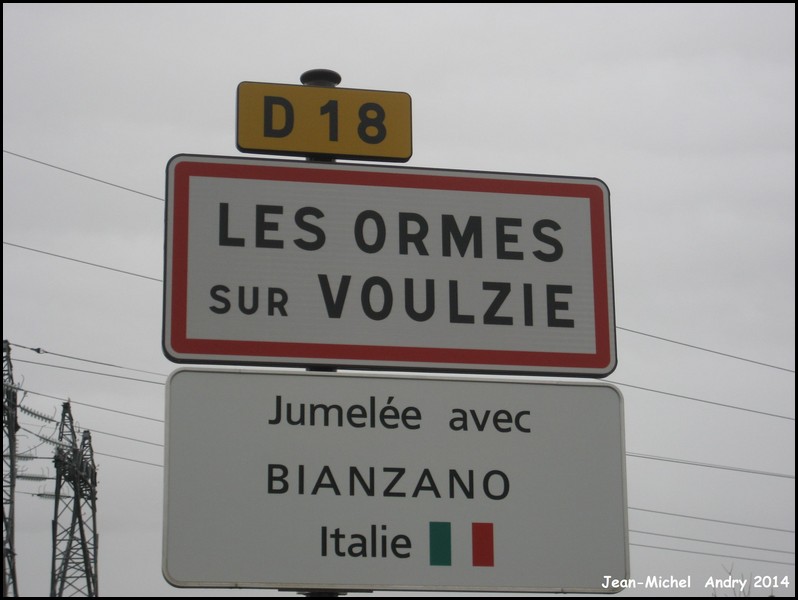 D 18
LES ORMES
SUR VOULZIE
Jumelée avec
BIANZANO
Italie
Jean-Michel Andry 2014